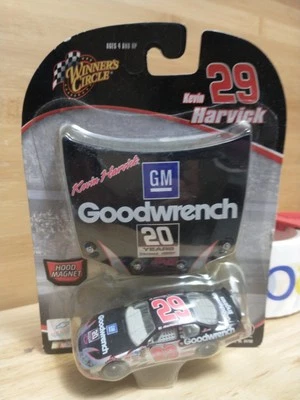 AGES 4 AND UP
WINNER'S
CIRCLE
Kevin
29
Harvick
Kevin Harvick
GM
Goodwrench
20
YEARS
HOOD
MAGNET
29
GM
Goodwrench